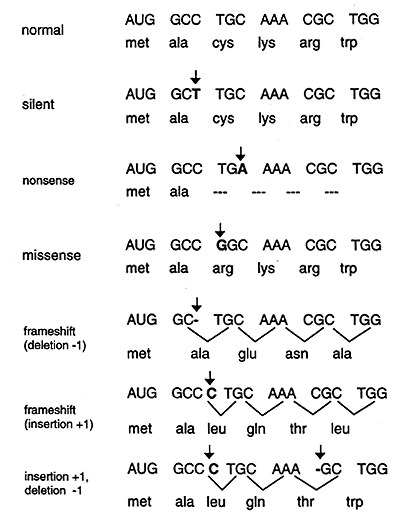 normal AUG GCC TGC AAA CGC TGG
met ala cys lys arg trp
silent AUG GCT TGC AAA CGC TGG
met ala cys lys arg trp
nonsense AUG GCC TGA AAA CGC TGG
met ala --- --- --- ---
missense AUG GCC GGC AAA CGC TGG
met ala arg lys arg trp
frameshift (deletion -1) AUG GC- TGC AAA CGC TGG
met ala glu asn ala
frameshift (insertion +1) AUG GCC C TGC AAA CGC TGG
met ala leu gln thr leu
insertion +1, deletion -1 AUG GCC C TGC AAA -GC TGG
met ala leu gln thr trp